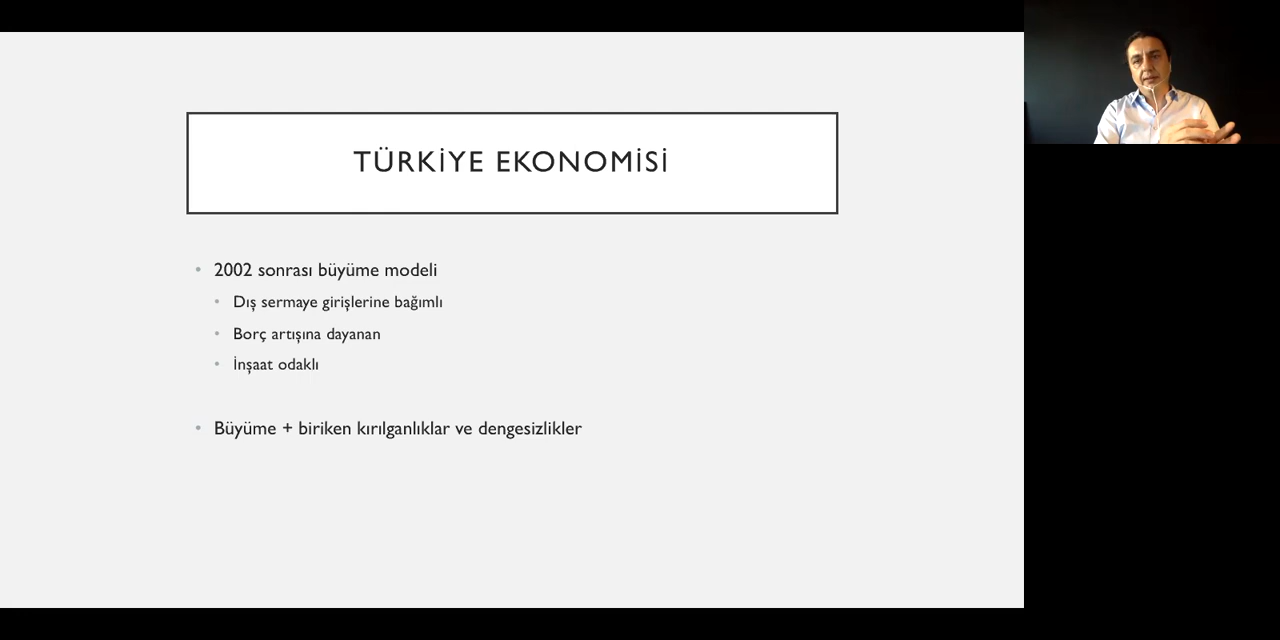 TÜRKİYE EKONOMİSİ
2002 sonrası büyüme modeli
Dış sermaye girişlerine bağımlı
Borç artışına dayanan
İnşaat odaklı
Büyüme + biriken kırılganlıklar ve dengesizlikler